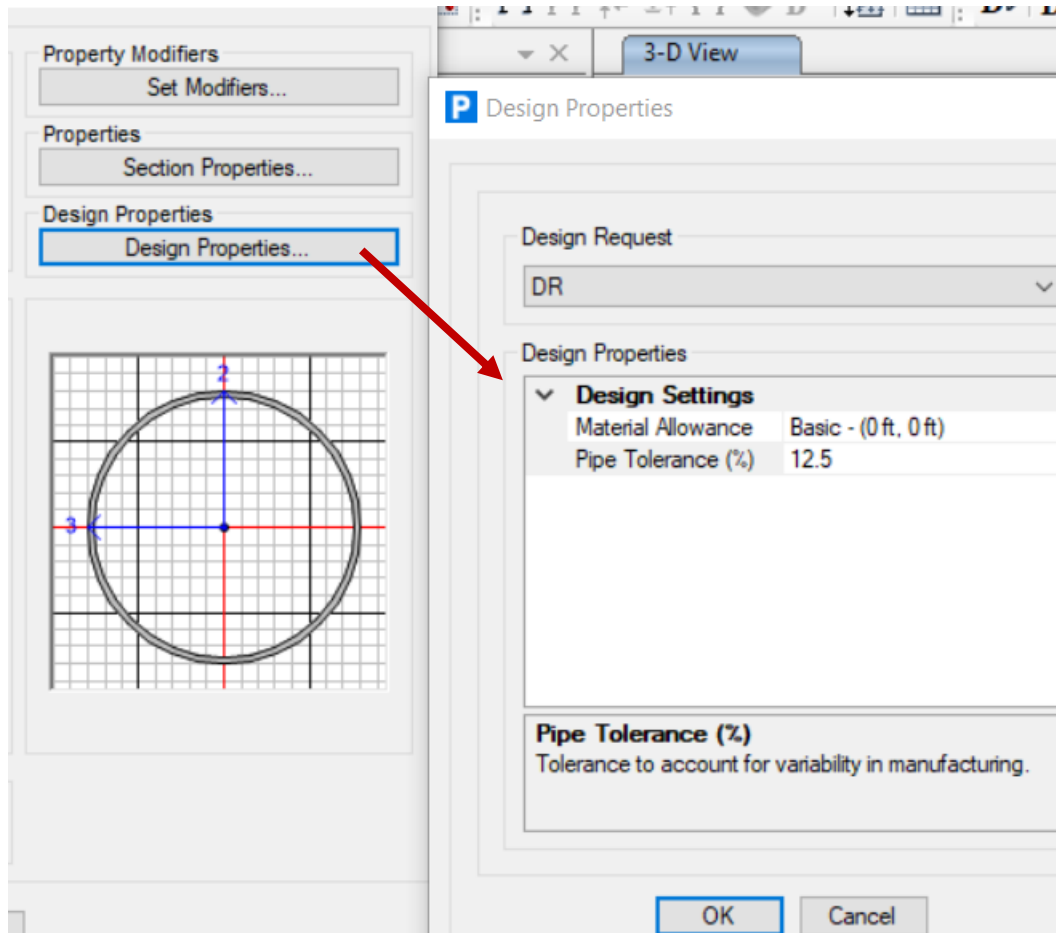 Property Modifiers
Set Modifiers...
Properties
Section Properties...
Design Properties
Design Properties...
2
3
3-D View
P Design Properties
Design Request
DR
Design Properties
Design Settings
Material Allowance Basic - (0 ft, 0 ft)
Pipe Tolerance (%) 12.5
Pipe Tolerance (%)
Tolerance to account for variability in manufacturing.
OK Cancel